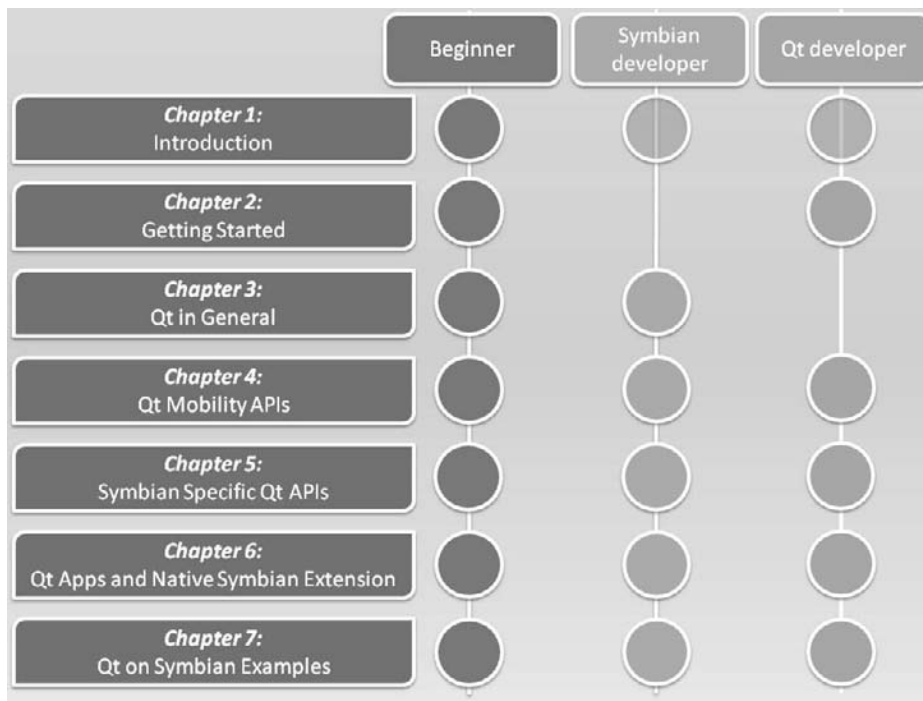 Beginner
Symbian
developer
Qt developer
Chapter 1:
Introduction
Chapter 2:
Getting Started
Chapter 3:
Qt in General
Chapter 4:
Qt Mobility APIs
Chapter 5:
Symbian Specific Qt APIs
Chapter 6:
Qt Apps and Native Symbian Extension
Chapter 7:
Qt on Symbian Examples